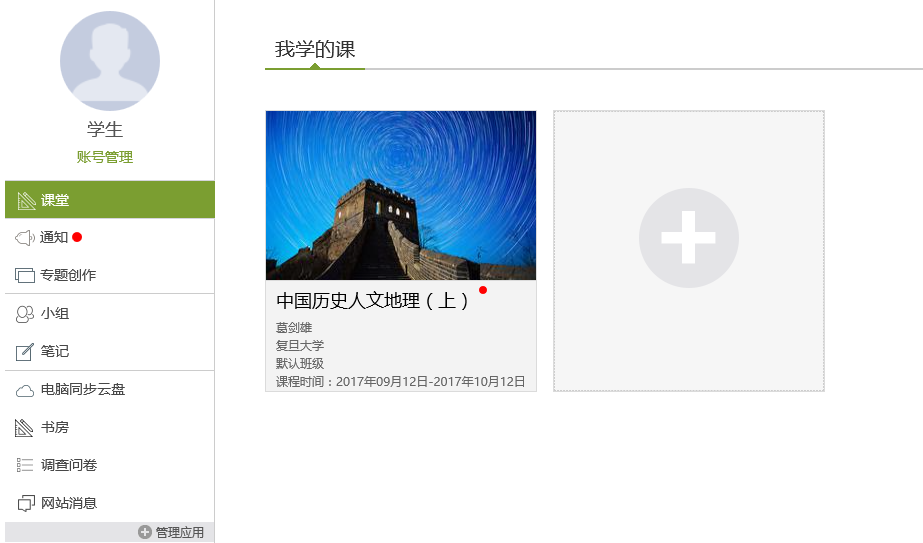 学生
账号管理
课堂
通知
专题创作
小组
笔记
电脑同步云盘
书房
调查问卷
网站消息
管理应用
我学的课
中国历史人文地理（上）
葛剑雄
复旦大学
默认班级
课程时间：2017年09月12日-2017年10月12日